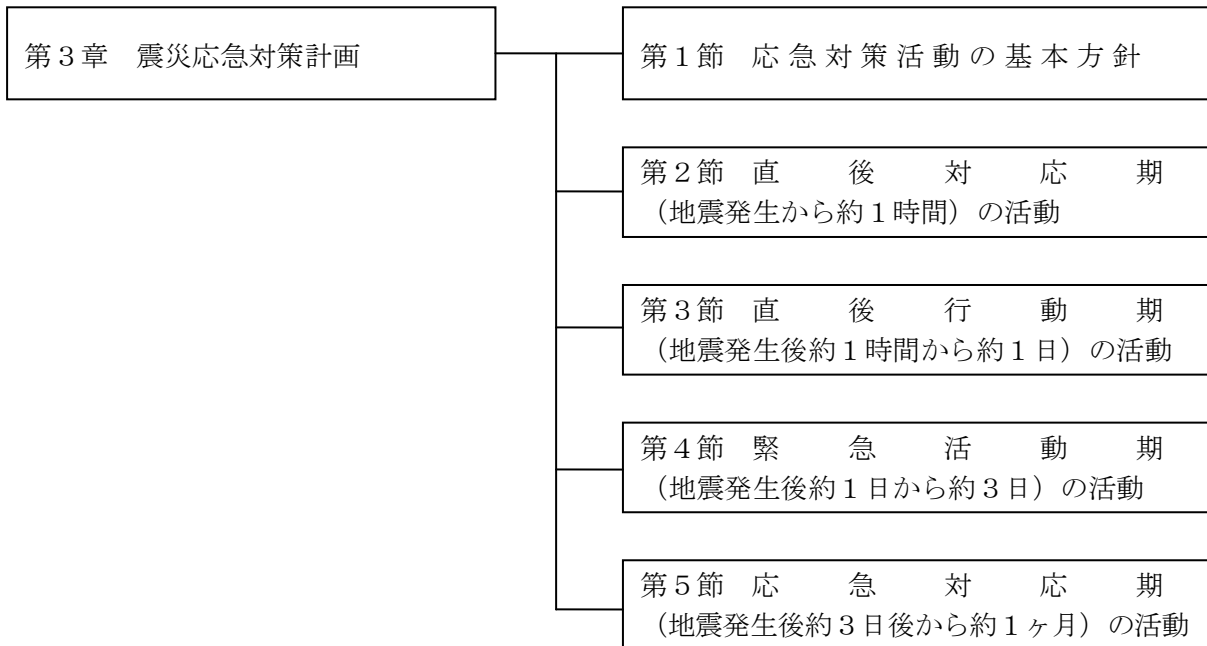 第３章　震災応急対策計画
第１節　応急対策活動の基本方針
第２節　直後対応期
（地震発生から約１時間）の活動
第３節　直後行動期
（地震発生後約１時間から約１日）の活動
第４節　緊急活動期
（地震発生後約１日から約３日）の活動
第５節　応急対応期
（地震発生後約３日後から約１ヶ月）の活動